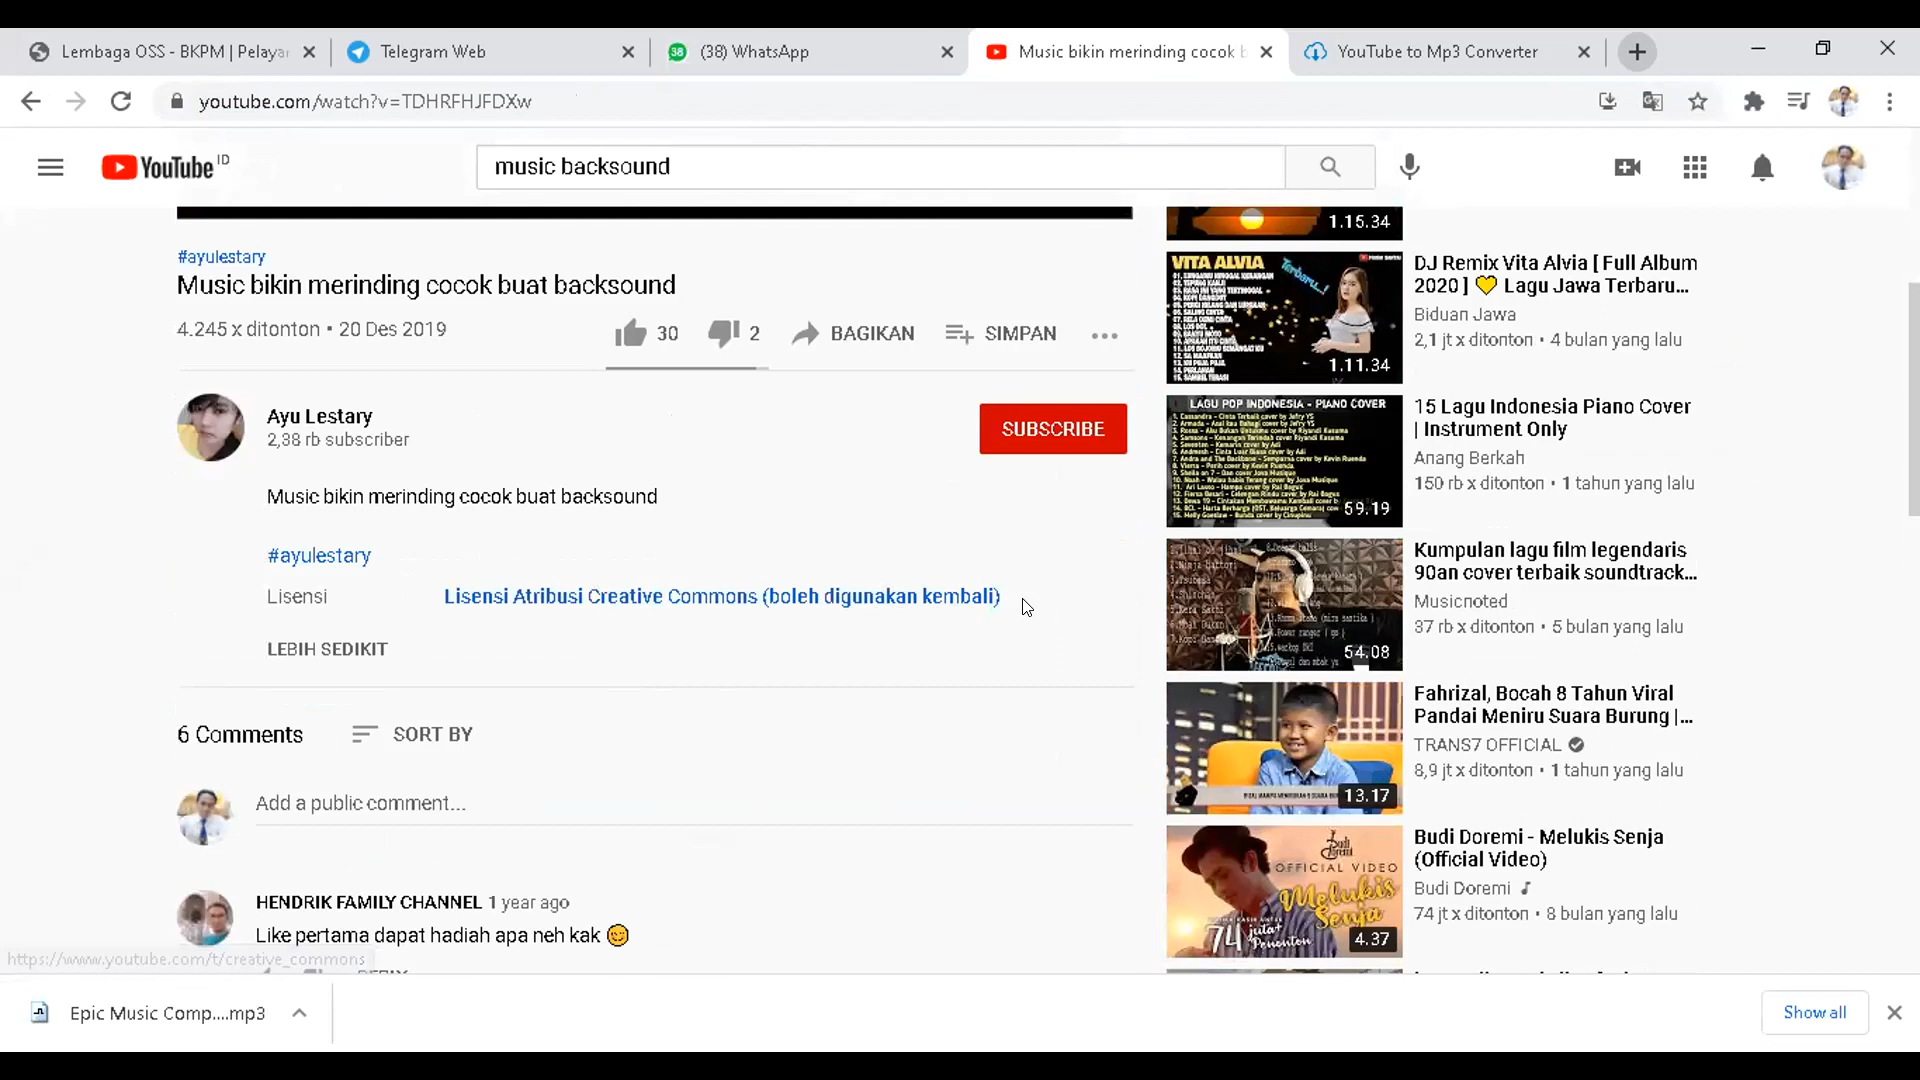 Lembaga OSS - BKPM | Pelaya
Telegram Web
(38) WhatsApp
Music bikin merinding cocok b
YouTube to Mp3 Converter
youtube.com/watch?v=TDHRFHJFDXw
YouTube ID
music backsound
#ayulestary
Music bikin merinding cocok buat backsound
4.245 x ditonton • 20 Des 2019
30
2
BAGIKAN
SIMPAN
Ayu Lestary
2,38 rb subscriber
SUBSCRIBE
Music bikin merinding cocok buat backsound
#ayulestary
Lisensi
Lisensi Atribusi Creative Commons (boleh digunakan kembali)
LEBIH SEDIKIT
6 Comments
SORT BY
Add a public comment...
HENDRIK FAMILY CHANNEL 1 year ago
Like pertama dapat hadiah apa neh kak 😊
https://www.youtube.com/t/creative_commons
1.15.34
VITA ALVIA
Terbaru..!
1.11.34
DJ Remix Vita Alvia [ Full Album
2020 ] 💛 Lagu Jawa Terbaru...
Biduan Jawa
2,1 jt x ditonton • 4 bulan yang lalu
LAGU POP INDONESIA - PIANO COVER
59.19
15 Lagu Indonesia Piano Cover
| Instrument Only
Anang Berkah
150 rb x ditonton • 1 tahun yang lalu
54.08
Kumpulan lagu film legendaris
90an cover terbaik soundtrack...
Musicnoted
37 rb x ditonton • 5 bulan yang lalu
13.17
Fahrizal, Bocah 8 Tahun Viral
Pandai Meniru Suara Burung |...
TRANS7 OFFICIAL
8,9 jt x ditonton • 1 tahun yang lalu
Budi Doremi
OFFICIAL VIDEO
Melukis
Senja
74 juta+
Penonton
4.37
Budi Doremi - Melukis Senja
(Official Video)
Budi Doremi
74 jt x ditonton • 8 bulan yang lalu
Epic Music Comp....mp3
Show all